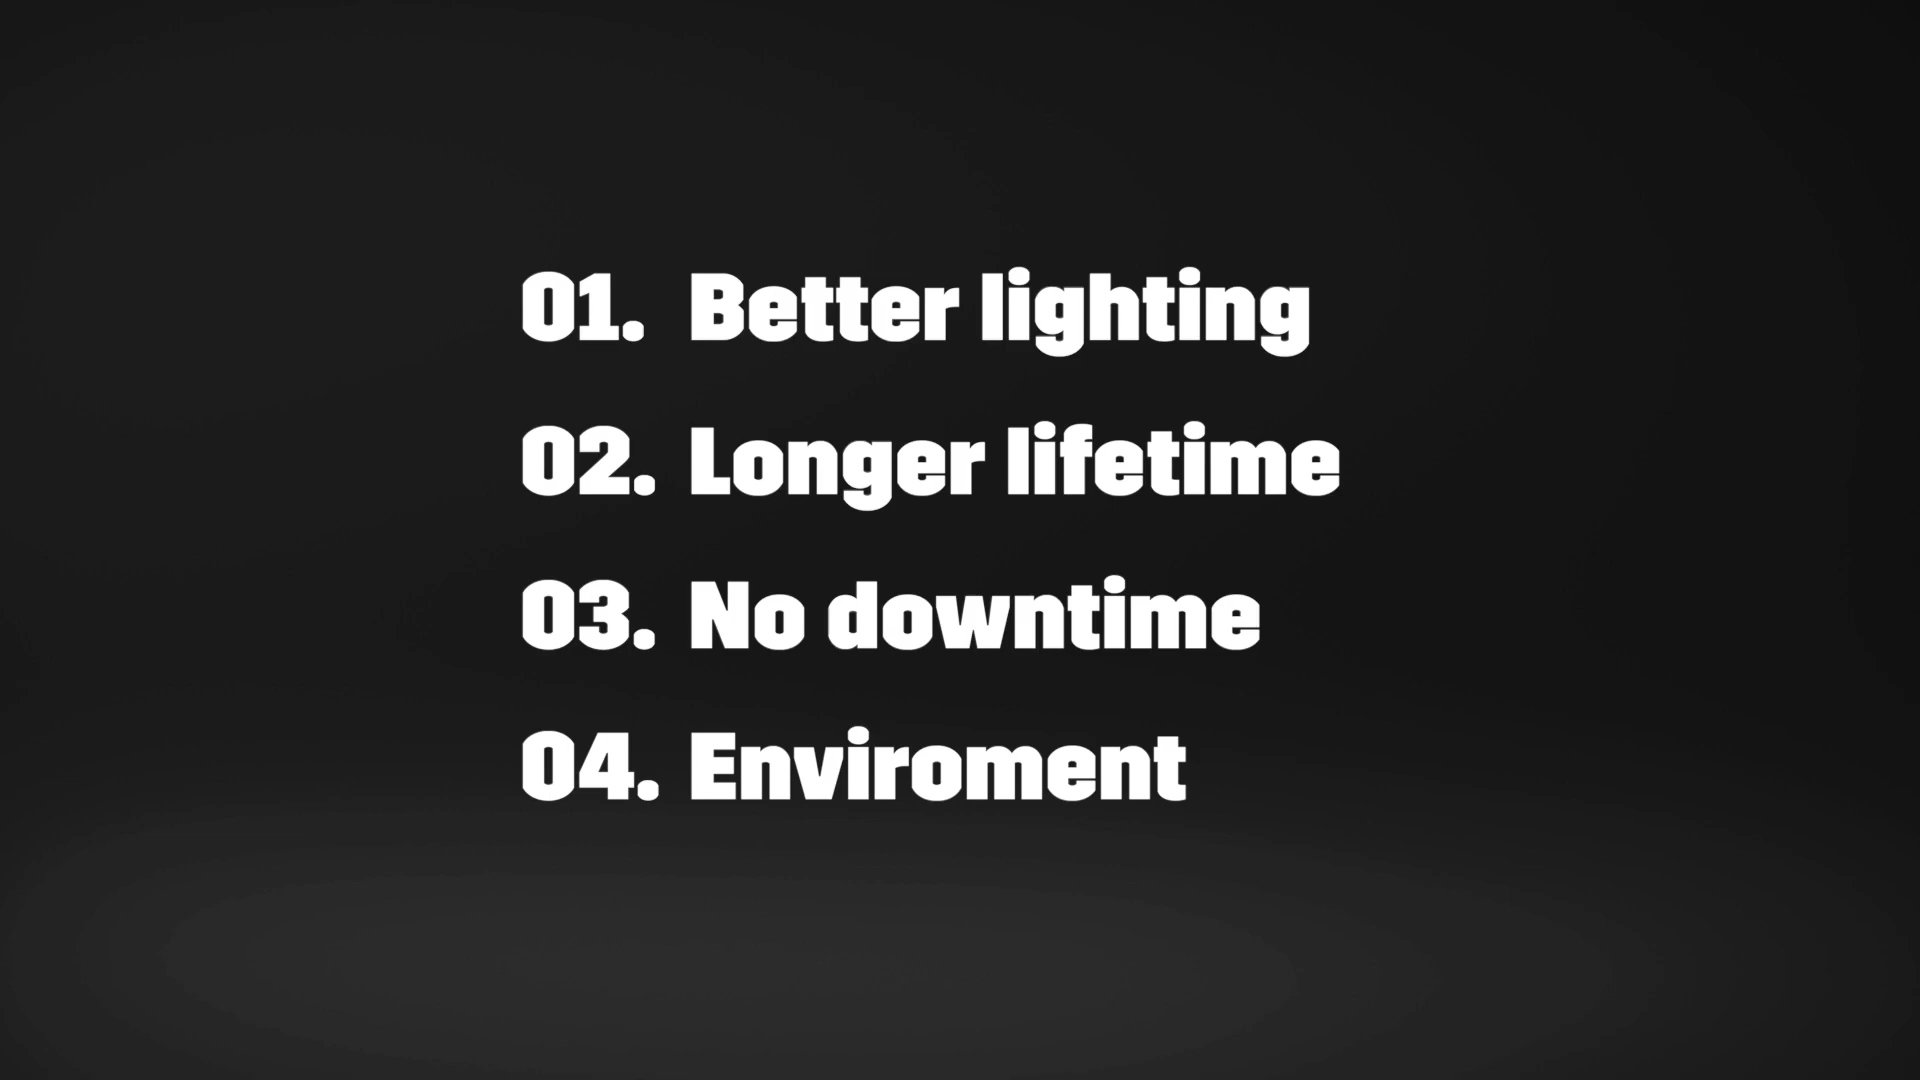 01. Better lighting
02. Longer lifetime
03. No downtime
04. Enviroment